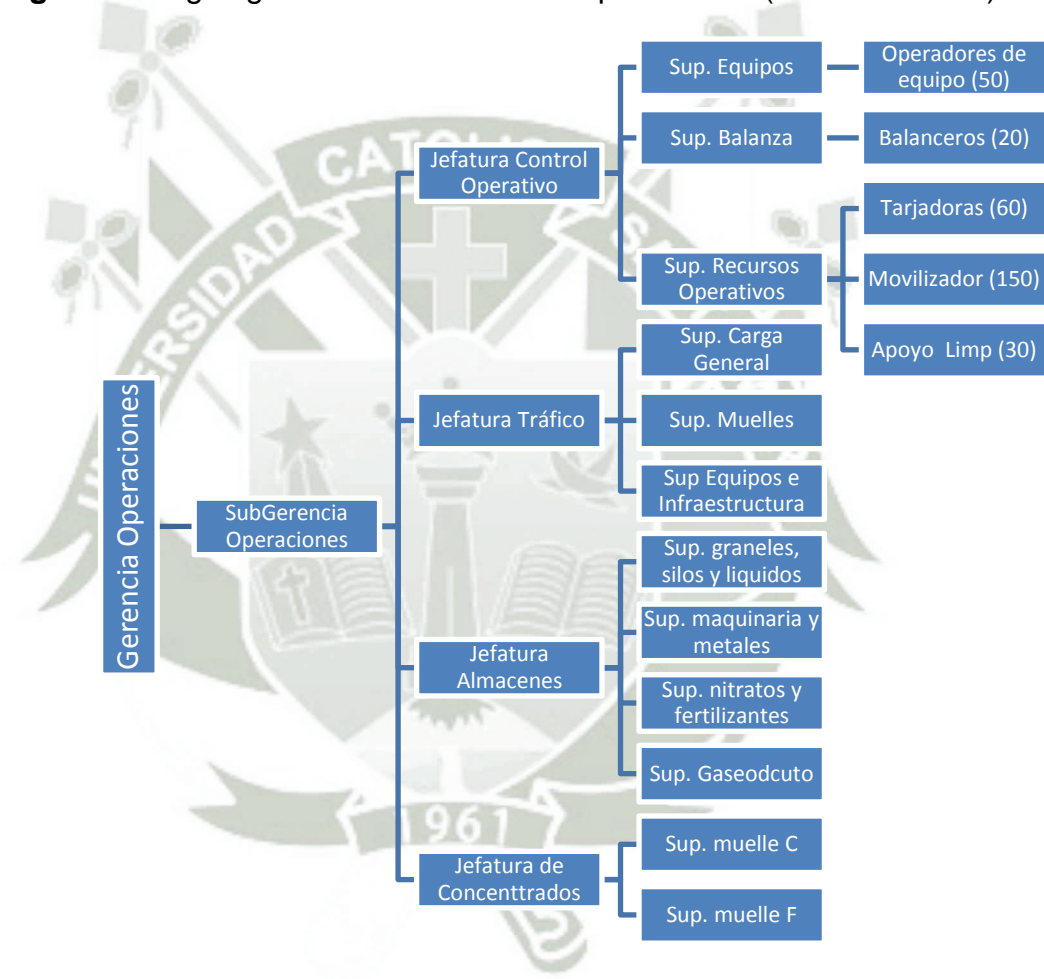 Gerencia Operaciones
SubGerencia
Operaciones
Jefatura Control
Operativo
Sup. Equipos
Operadores de
equipo (50)
Sup. Balanza
Balanceros (20)
Sup. Recursos
Operativos
Tarjadoras (60)
Movilizador (150)
Apoyo Limp (30)
Jefatura Tráfico
Sup. Carga
General
Sup. Muelles
Sup Equipos e
Infraestructura
Jefatura
Almacenes
Sup. graneles,
silos y liquidos
Sup. maquinaria y
metales
Sup. nitratos y
fertilizantes
Sup. Gaseodcuto
Jefatura de
Concenttrados
Sup. muelle C
Sup. muelle F
1961